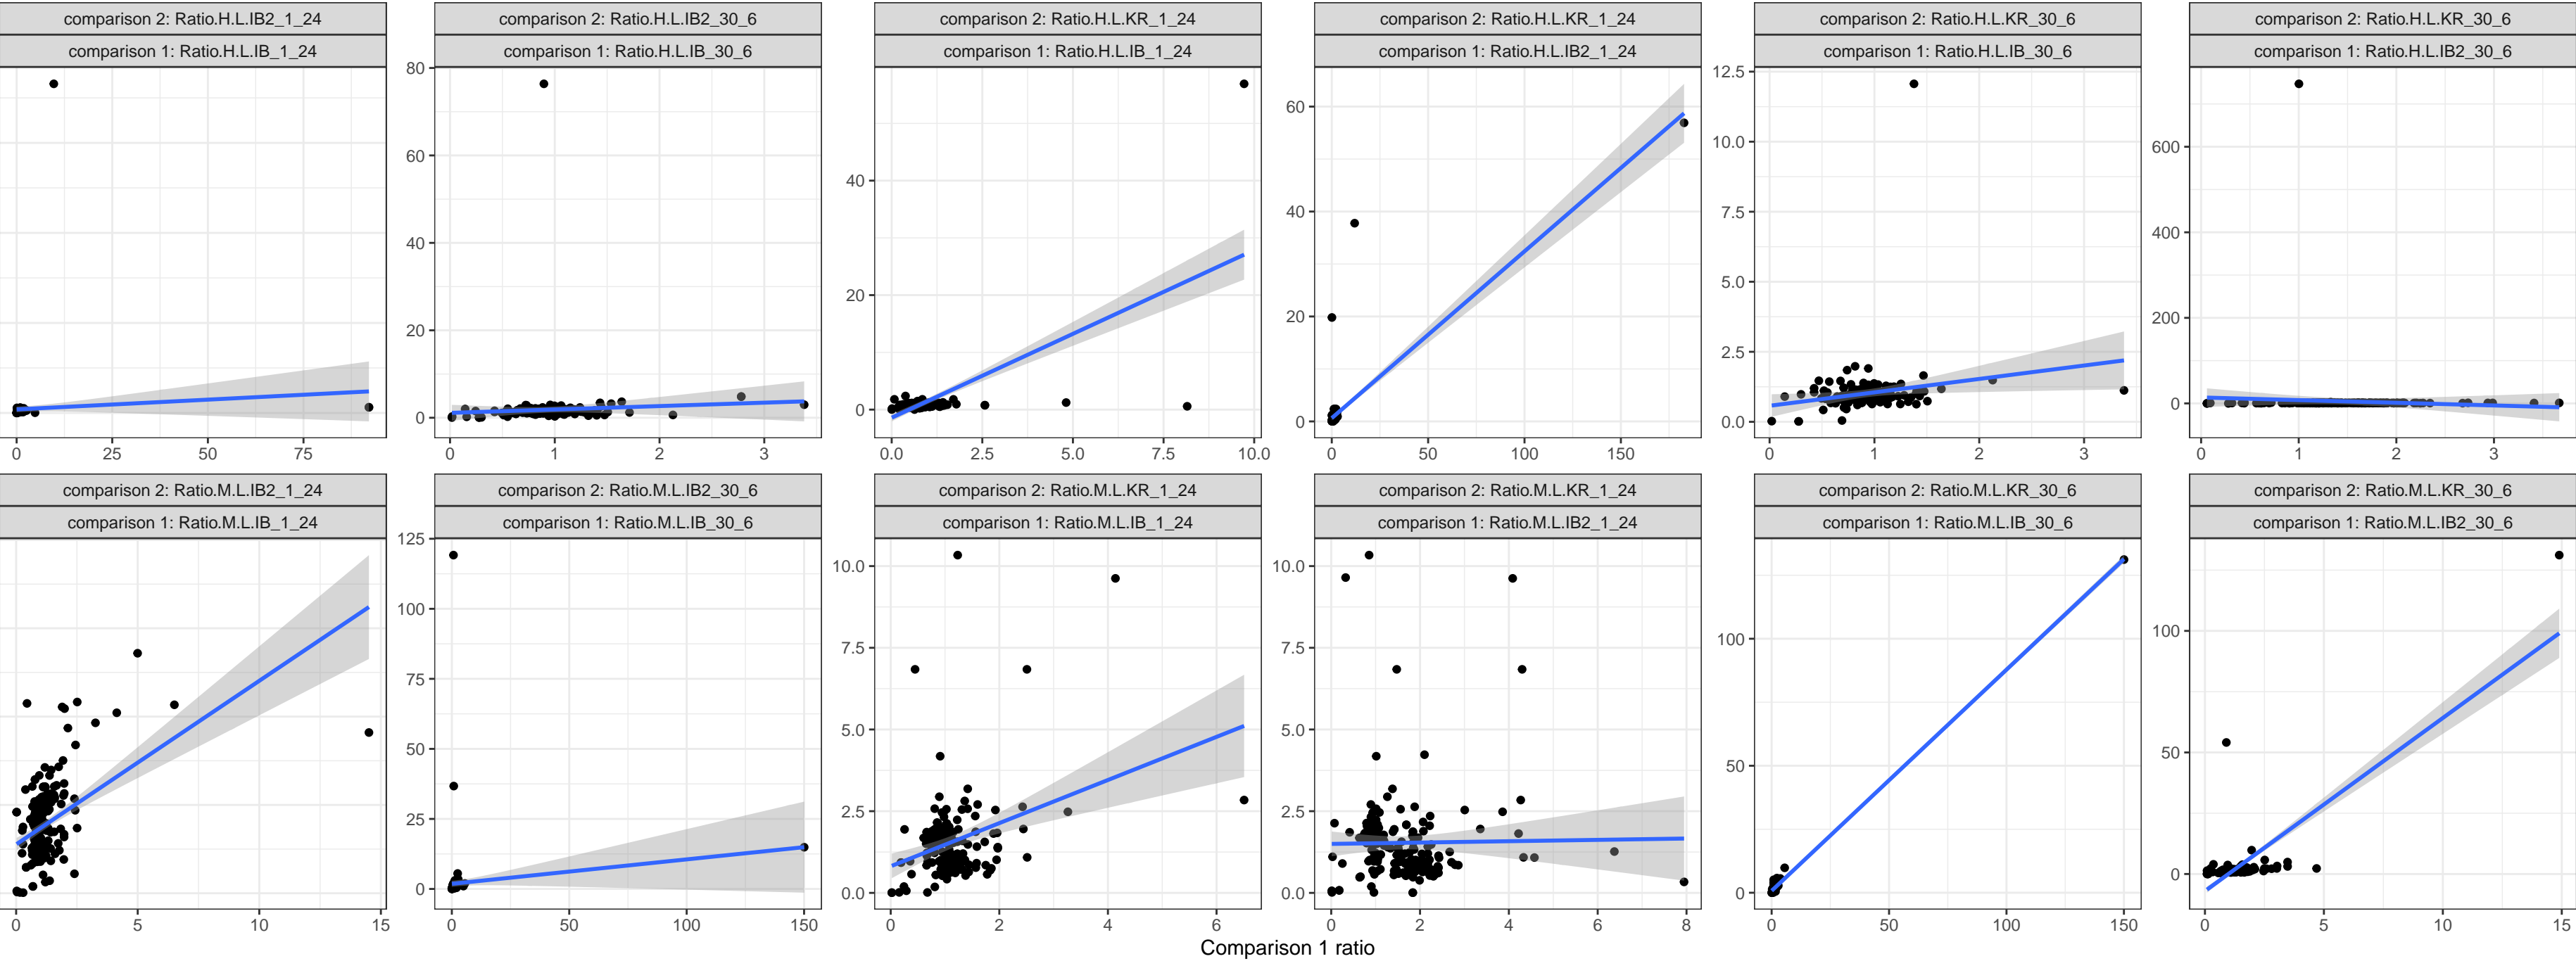 comparison 2: Ratio.H.L.IB2_1_24
comparison 1: Ratio.H.L.IB_1_24
0 25 50 75
comparison 2: Ratio.H.L.IB2_30_6
comparison 1: Ratio.H.L.IB_30_6
80
60
40
20
0
0 1 2 3
comparison 2: Ratio.H.L.KR_1_24
comparison 1: Ratio.H.L.IB_1_24
40
20
0
0.0 2.5 5.0 7.5 10.0
comparison 2: Ratio.H.L.KR_1_24
comparison 1: Ratio.H.L.IB2_1_24
60
40
20
0
0 50 100 150
comparison 2: Ratio.H.L.KR_30_6
comparison 1: Ratio.H.L.IB_30_6
12.5
10.0
7.5
5.0
2.5
0.0
0 1 2 3
comparison 2: Ratio.H.L.KR_30_6
comparison 1: Ratio.H.L.IB2_30_6
600
400
200
0
0 1 2 3
comparison 2: Ratio.M.L.IB2_1_24
comparison 1: Ratio.M.L.IB_1_24
0 5 10 15
comparison 2: Ratio.M.L.IB2_30_6
comparison 1: Ratio.M.L.IB_30_6
125
100
75
50
25
0
0 50 100 150
comparison 2: Ratio.M.L.KR_1_24
comparison 1: Ratio.M.L.IB_1_24
10.0
7.5
5.0
2.5
0.0
0 2 4 6
comparison 2: Ratio.M.L.KR_1_24
comparison 1: Ratio.M.L.IB2_1_24
10.0
7.5
5.0
2.5
0.0
0 2 4 6 8
comparison 2: Ratio.M.L.KR_30_6
comparison 1: Ratio.M.L.IB_30_6
100
50
0
0 50 100 150
comparison 2: Ratio.M.L.KR_30_6
comparison 1: Ratio.M.L.IB2_30_6
100
50
0
0 5 10 15
Comparison 1 ratio